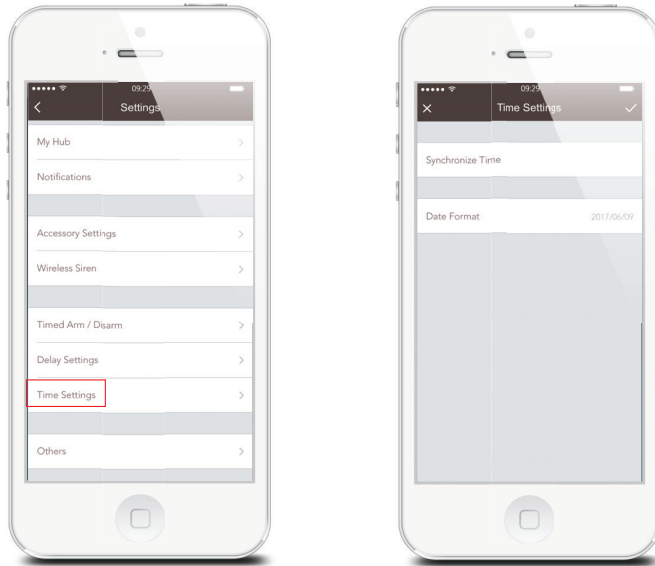 09:29
Settings
My Hub
Notifications
Accessory Settings
Wireless Siren
Timed Arm / Disarm
Delay Settings
Time Settings
Others
09:29
Time Settings
Synchronize Time
Date Format 2017/06/09